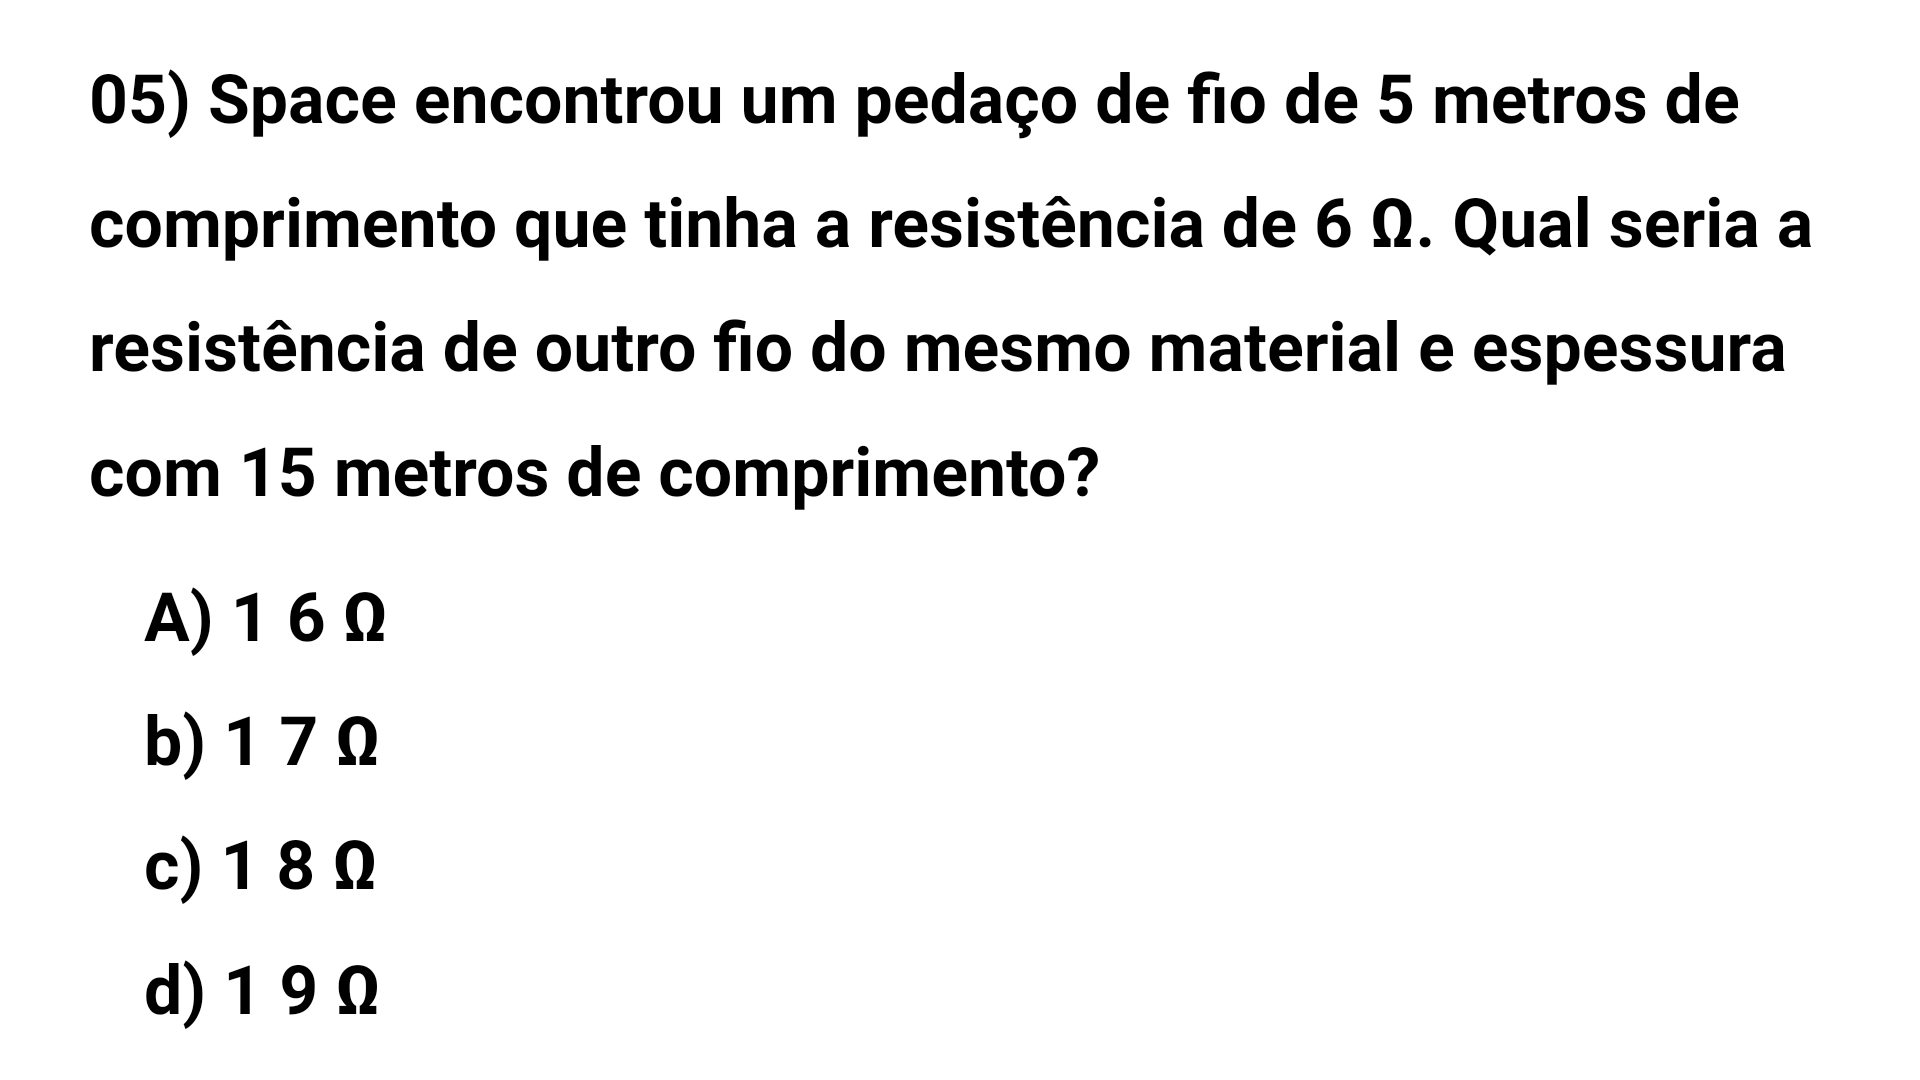 05) Space encontrou um pedaço de fio de 5 metros de
comprimento que tinha a resistência de 6 Ω. Qual seria a
resistência de outro fio do mesmo material e espessura
com 15 metros de comprimento?
A) 1 6 Ω
b) 1 7 Ω
c) 1 8 Ω
d) 1 9 Ω